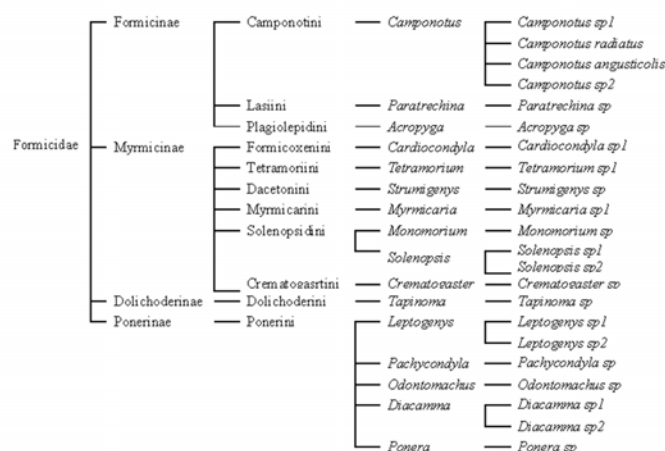 Formicinae Camponotini Camponotus Camponotus sp1
Camponotus radiatus
Camponotus angusticolis
Camponotus sp2
Lasiini Paratrechina Paratrechina sp
Plagiolepidini Acropyga Acropyga sp
Formicidae Myrmicinae Formicoxenini Cardiocondyla Cardiocondyla sp1
Tetramoriini Tetramorium Tetramorium sp1
Dacetonini Strumigenys Strumigenys sp
Myrmicarini Myrmicaria Myrmicaria sp1
Solenopsidini Monomorium Monomorium sp
Solenopsis Solenopsis sp1
Solenopsis sp2
Crematogasrtini Crematogaster Crematogaster sp
Dolichoderinae Dolichoderini Tapinoma Tapinoma sp
Ponerinae Ponerini Leptogenys Leptogenys sp1
Leptogenys sp2
Pachycondyla Pachycondyla sp
Odontomachus Odontomachus sp
Diacamma Diacamma sp1
Diacamma sp2
Ponera Ponera sp